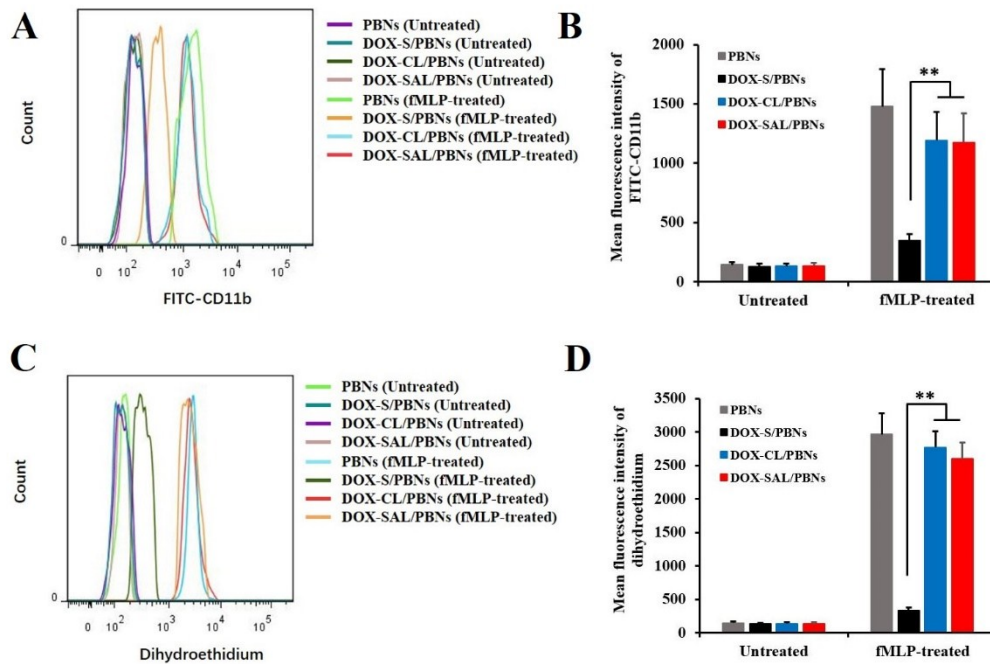 A
PBNs (Untreated)
DOX-S/PBNs (Untreated)
DOX-CL/PBNs (Untreated)
DOX-SAL/PBNs (Untreated)
PBNs (fMLP-treated)
DOX-S/PBNs (fMLP-treated)
DOX-CL/PBNs (fMLP-treated)
DOX-SAL/PBNs (fMLP-treated)
Count
0
0 10^2 10^3 10^4 10^5
FITC-CD11b
B
Mean fluorescence intensity of
FITC-CD11b
2000
1500
1000
500
0
PBNs
DOX-S/PBNs
DOX-CL/PBNs
DOX-SAL/PBNs
**
Untreated fMLP-treated
C
PBNs (Untreated)
DOX-S/PBNs (Untreated)
DOX-CL/PBNs (Untreated)
DOX-SAL/PBNs (Untreated)
PBNs (fMLP-treated)
DOX-S/PBNs (fMLP-treated)
DOX-CL/PBNs (fMLP-treated)
DOX-SAL/PBNs (fMLP-treated)
Count
0
0 10^2 10^3 10^4 10^5
Dihydroethidium
D
Mean fluorescence intensity of
dihydroethidium
3500
3000
2500
2000
1500
1000
500
0
PBNs
DOX-S/PBNs
DOX-CL/PBNs
DOX-SAL/PBNs
**
Untreated fMLP-treated